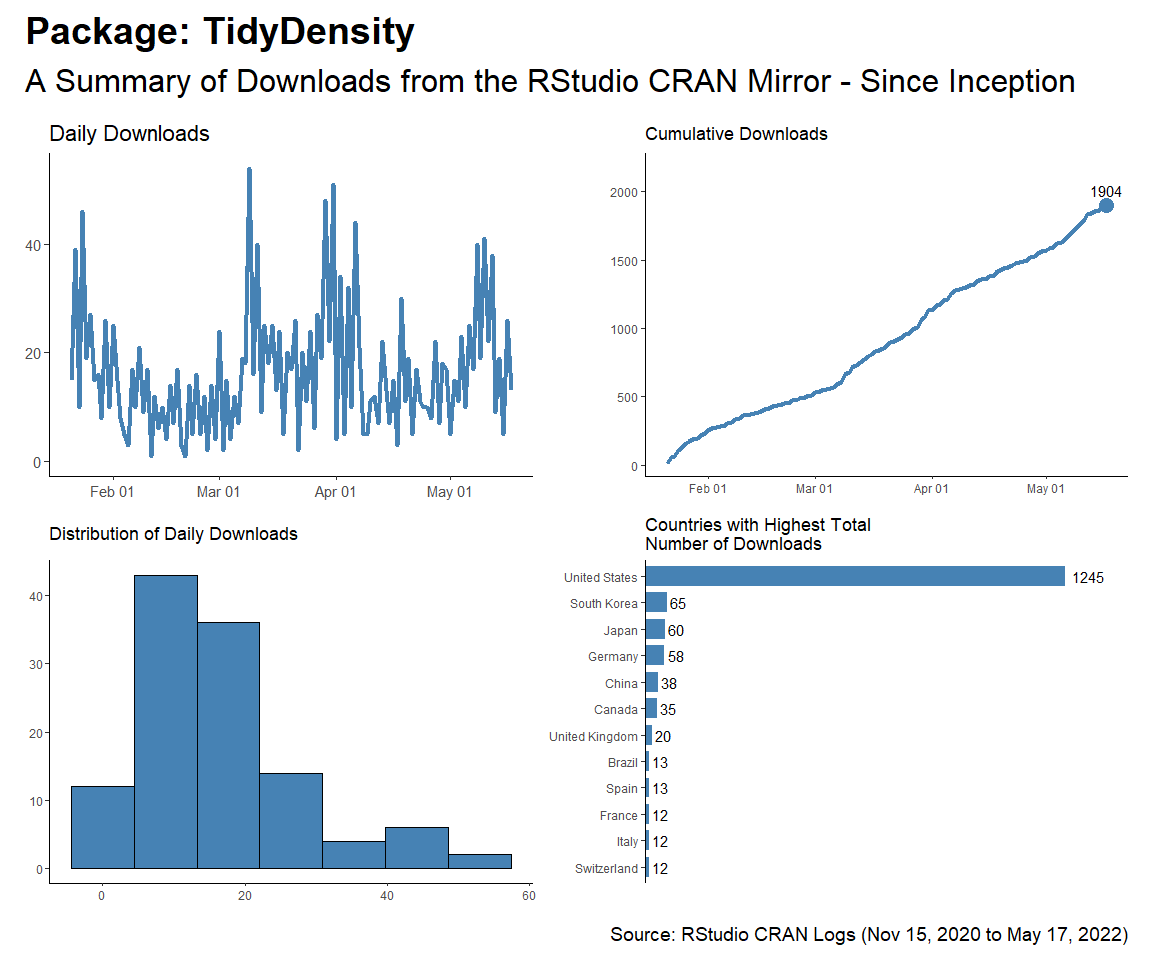 Package: TidyDensity
A Summary of Downloads from the RStudio CRAN Mirror - Since Inception
Daily Downloads
40
20
0
Feb 01 Mar 01 Apr 01 May 01
Cumulative Downloads
1904
2000
1500
1000
500
0
Feb 01 Mar 01 Apr 01 May 01
Distribution of Daily Downloads
40
30
20
10
0
0 20 40 60
Countries with Highest Total
Number of Downloads
United States 1245
South Korea 65
Japan 60
Germany 58
China 38
Canada 35
United Kingdom 20
Brazil 13
Spain 13
France 12
Italy 12
Switzerland 12
Source: RStudio CRAN Logs (Nov 15, 2020 to May 17, 2022)